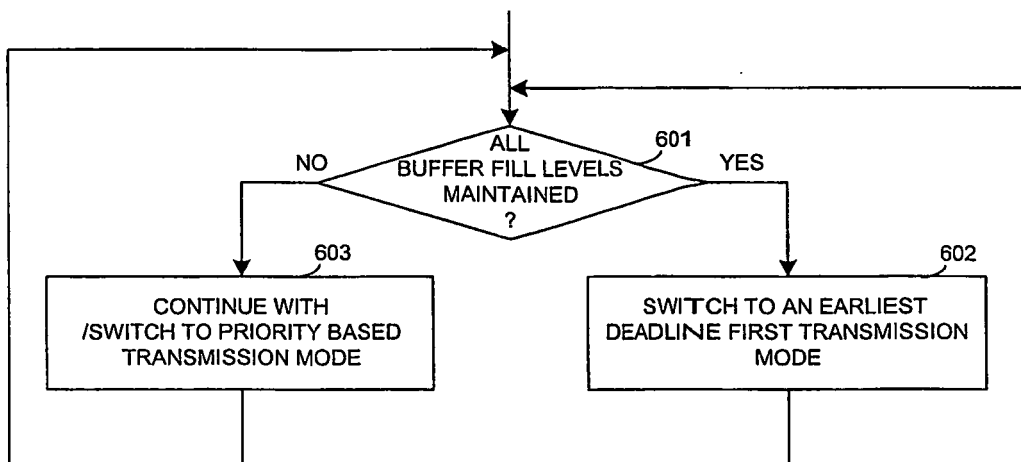 ALL
BUFFER FILL LEVELS
MAINTAINED
?
601
NO
YES
603
CONTINUE WITH
/SWITCH TO PRIORITY BASED
TRANSMISSION MODE
602
SWITCH TO AN EARLIEST
DEADLINE FIRST TRANSMISSION
MODE